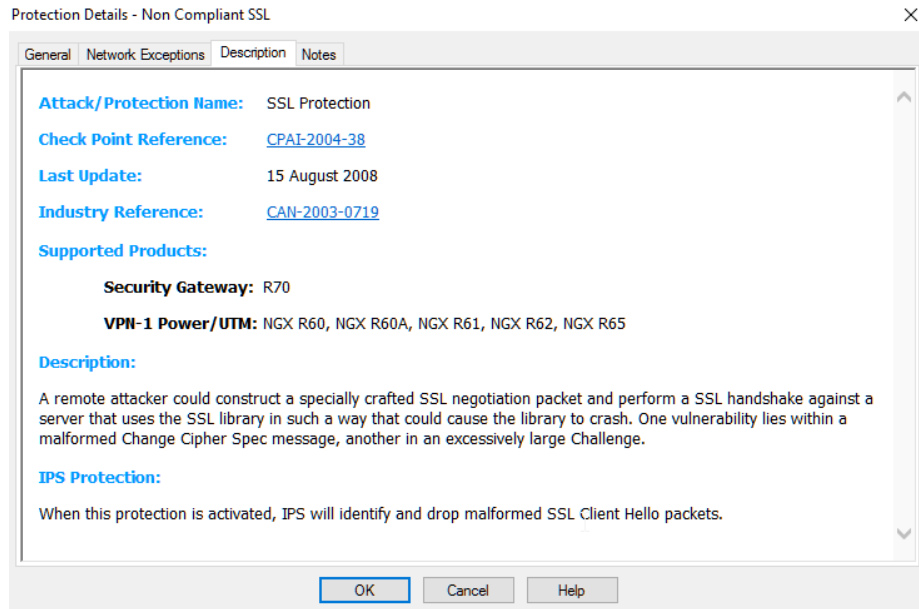 Protection Details - Non Compliant SSL
General Network Exceptions Description Notes
Attack/Protection Name: SSL Protection
Check Point Reference: CPAI-2004-38
Last Update: 15 August 2008
Industry Reference: CAN-2003-0719
Supported Products:
Security Gateway: R70
VPN-1 Power/UTM: NGX R60, NGX R60A, NGX R61, NGX R62, NGX R65
Description:
A remote attacker could construct a specially crafted SSL negotiation packet and perform a SSL handshake against a
server that uses the SSL library in such a way that could cause the library to crash. One vulnerability lies within a
malformed Change Cipher Spec message, another in an excessively large Challenge.
IPS Protection:
When this protection is activated, IPS will identify and drop malformed SSL Client Hello packets.
OK Cancel Help